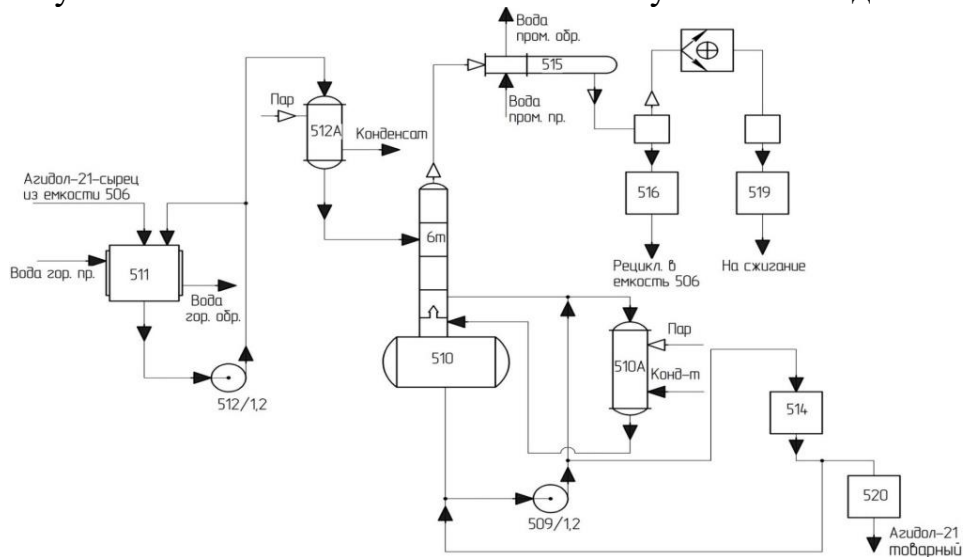 Вода
пром. обр.
515
Вода
пром. пр.
Пар
512А
Конденсат
Агидол-21-сырец
из емкости 506
Вода гор. пр.
511
Вода
гор. обр.
512/1,2
6т
510
516
519
Рецикл. в
емкость 506
На сжигание
510А
Пар
Конд-т
514
509/1,2
520
Агидол-21
товарный